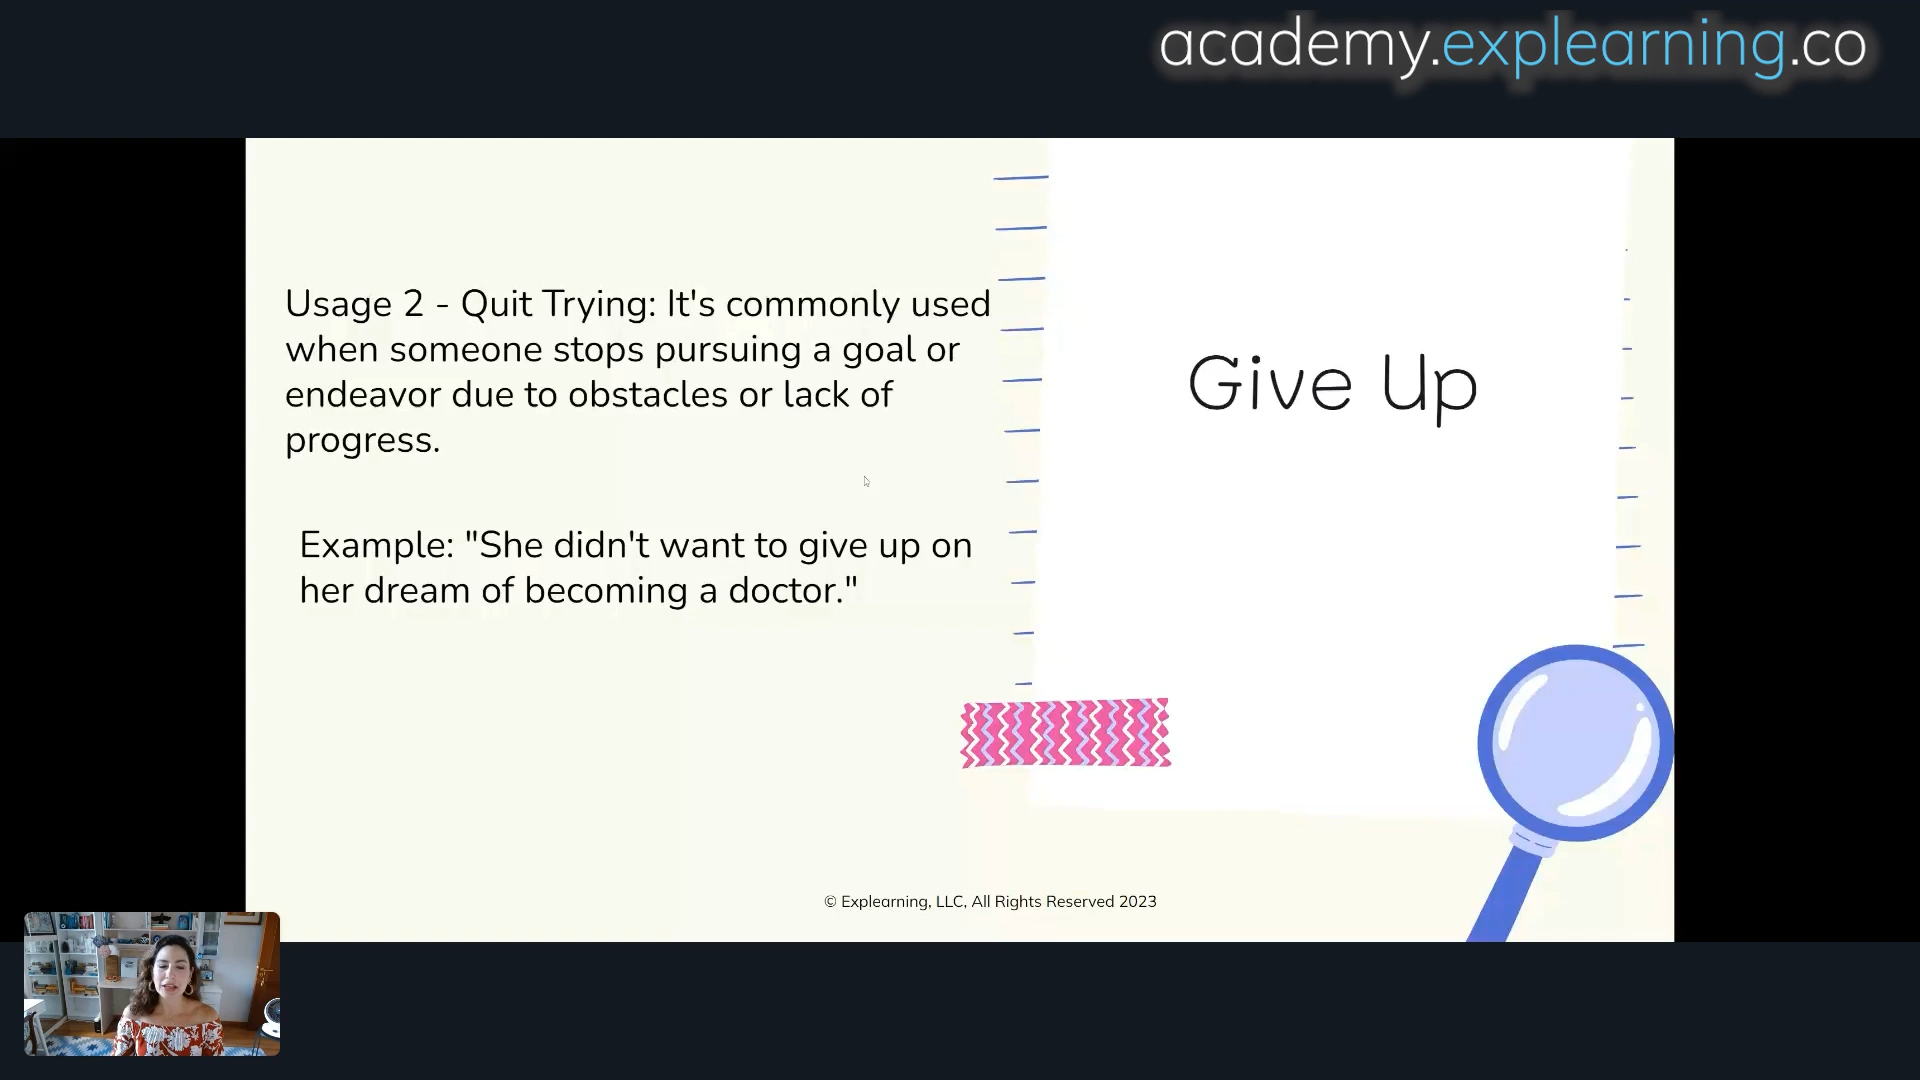 academy.explearning.co
Usage 2 - Quit Trying: It's commonly used
when someone stops pursuing a goal or
endeavor due to obstacles or lack of
progress.
Example: "She didn't want to give up on
her dream of becoming a doctor."
Give Up
© Explearning, LLC, All Rights Reserved 2023